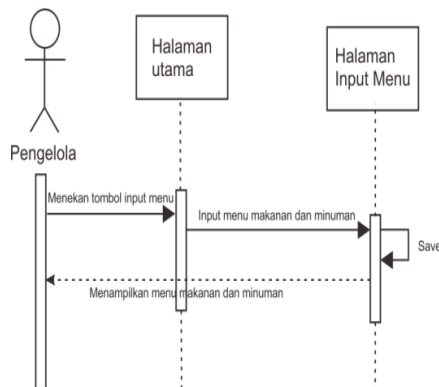 Halaman
utama
Halaman
Input Menu
Pengelola
Menekan tombol input menu
Input menu makanan dan minuman
Save
Menampilkan menu makanan dan minuman